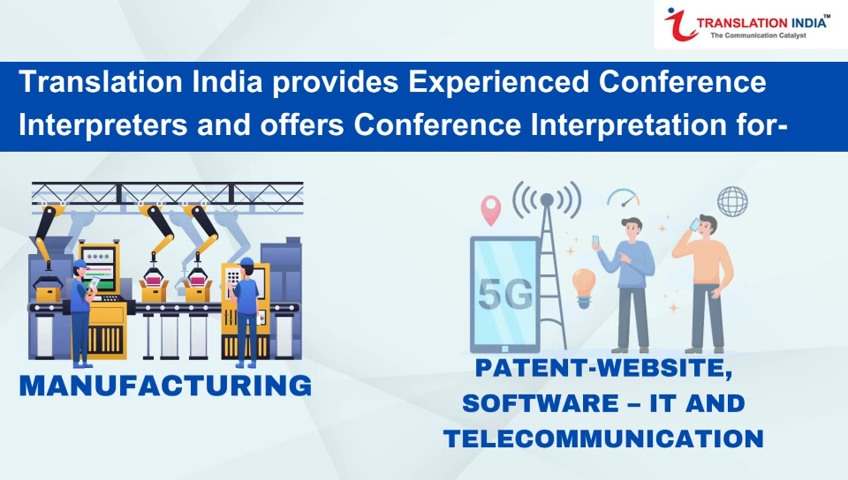 TRANSLATION INDIA™
The Communication Catalyst
Translation India provides Experienced Conference
Interpreters and offers Conference Interpretation for-
5G
MANUFACTURING
PATENT-WEBSITE,
SOFTWARE – IT AND
TELECOMMUNICATION